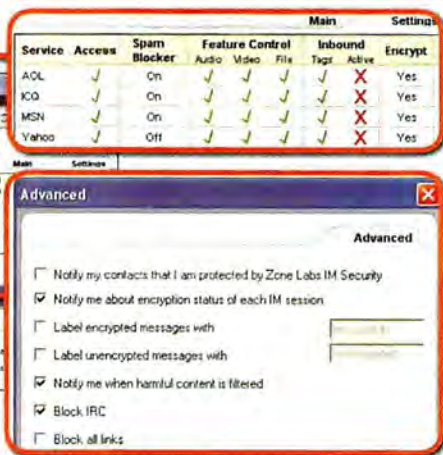 Main Settings
Service Access Spam Blocker Feature Control Inbound Encrypt
Audio Video File Tags Active
AOL On Yes
ICQ On Yes
MSN On Yes
Yahoo Off Yes
Main Settings
Advanced
Advanced
Notify my contacts that I am protected by Zone Labs IM Security
Notify me about encryption status of each IM session
Label encrypted messages with
Label unencrypted messages with
Notify me when harmful content is filtered
Block IRC
Block all links